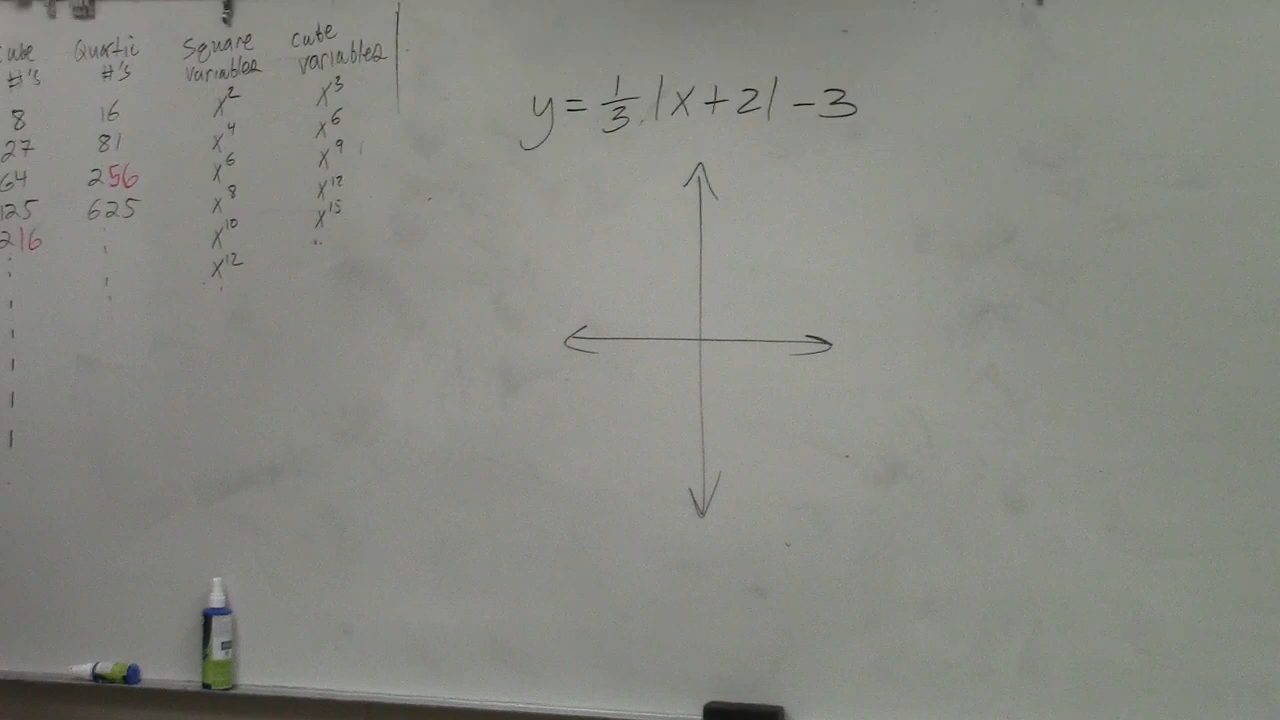 Cube Quartic Square Cube
#'s #'s variables variables
8 16 x² x³
27 81 x⁴ x⁶
64 256 x⁶ x⁹
125 625 x⁸ x¹²
216 x¹⁰ x¹⁵
x¹²
y = 1/3 |x+2| - 3